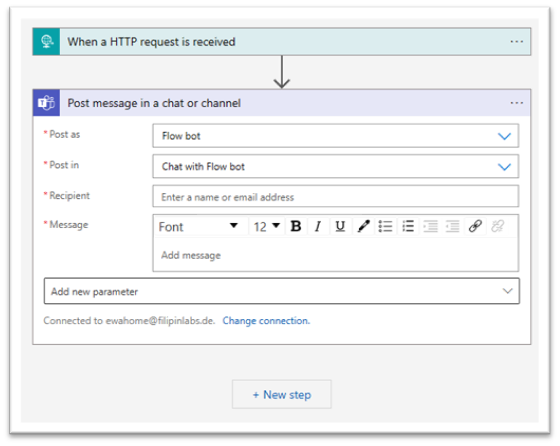 When a HTTP request is received
Post message in a chat or channel
* Post as
Flow bot
* Post in
Chat with Flow bot
* Recipient
Enter a name or email address
* Message
Font 12 B I U
Add message
Add new parameter
Connected to ewahome@filipinlabs.de. Change connection.
+ New step